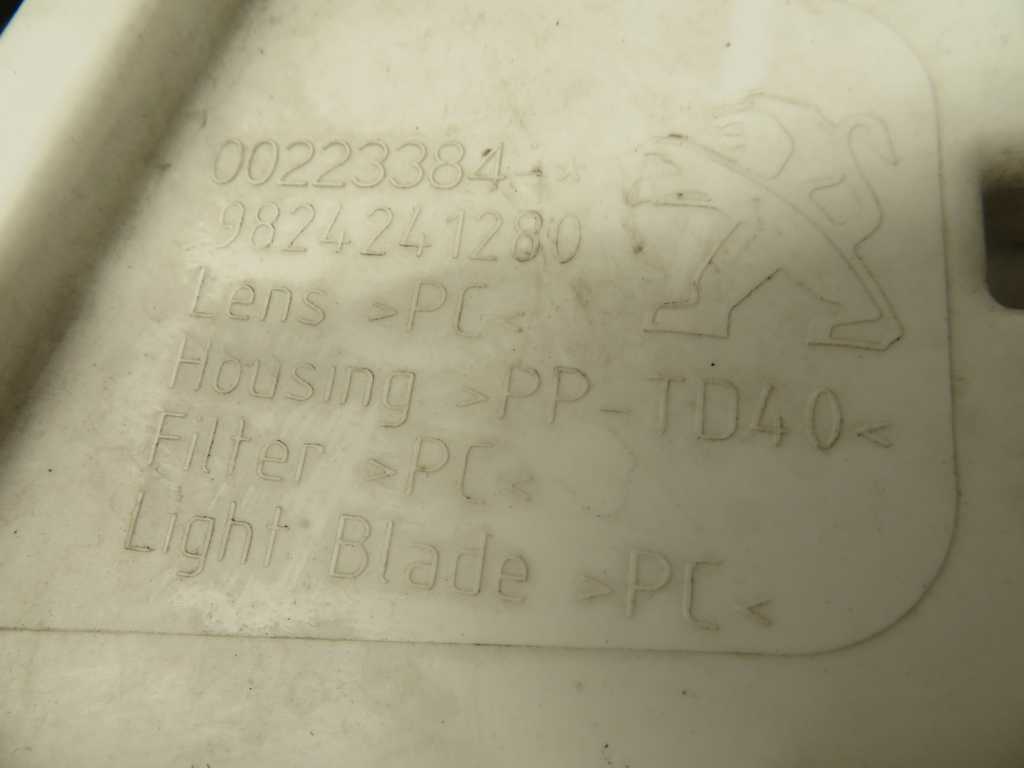 00223384-*
9824241280
Lens >PC<
Housing >PP-TD40<
Filter >PC<
Light Blade >PC<